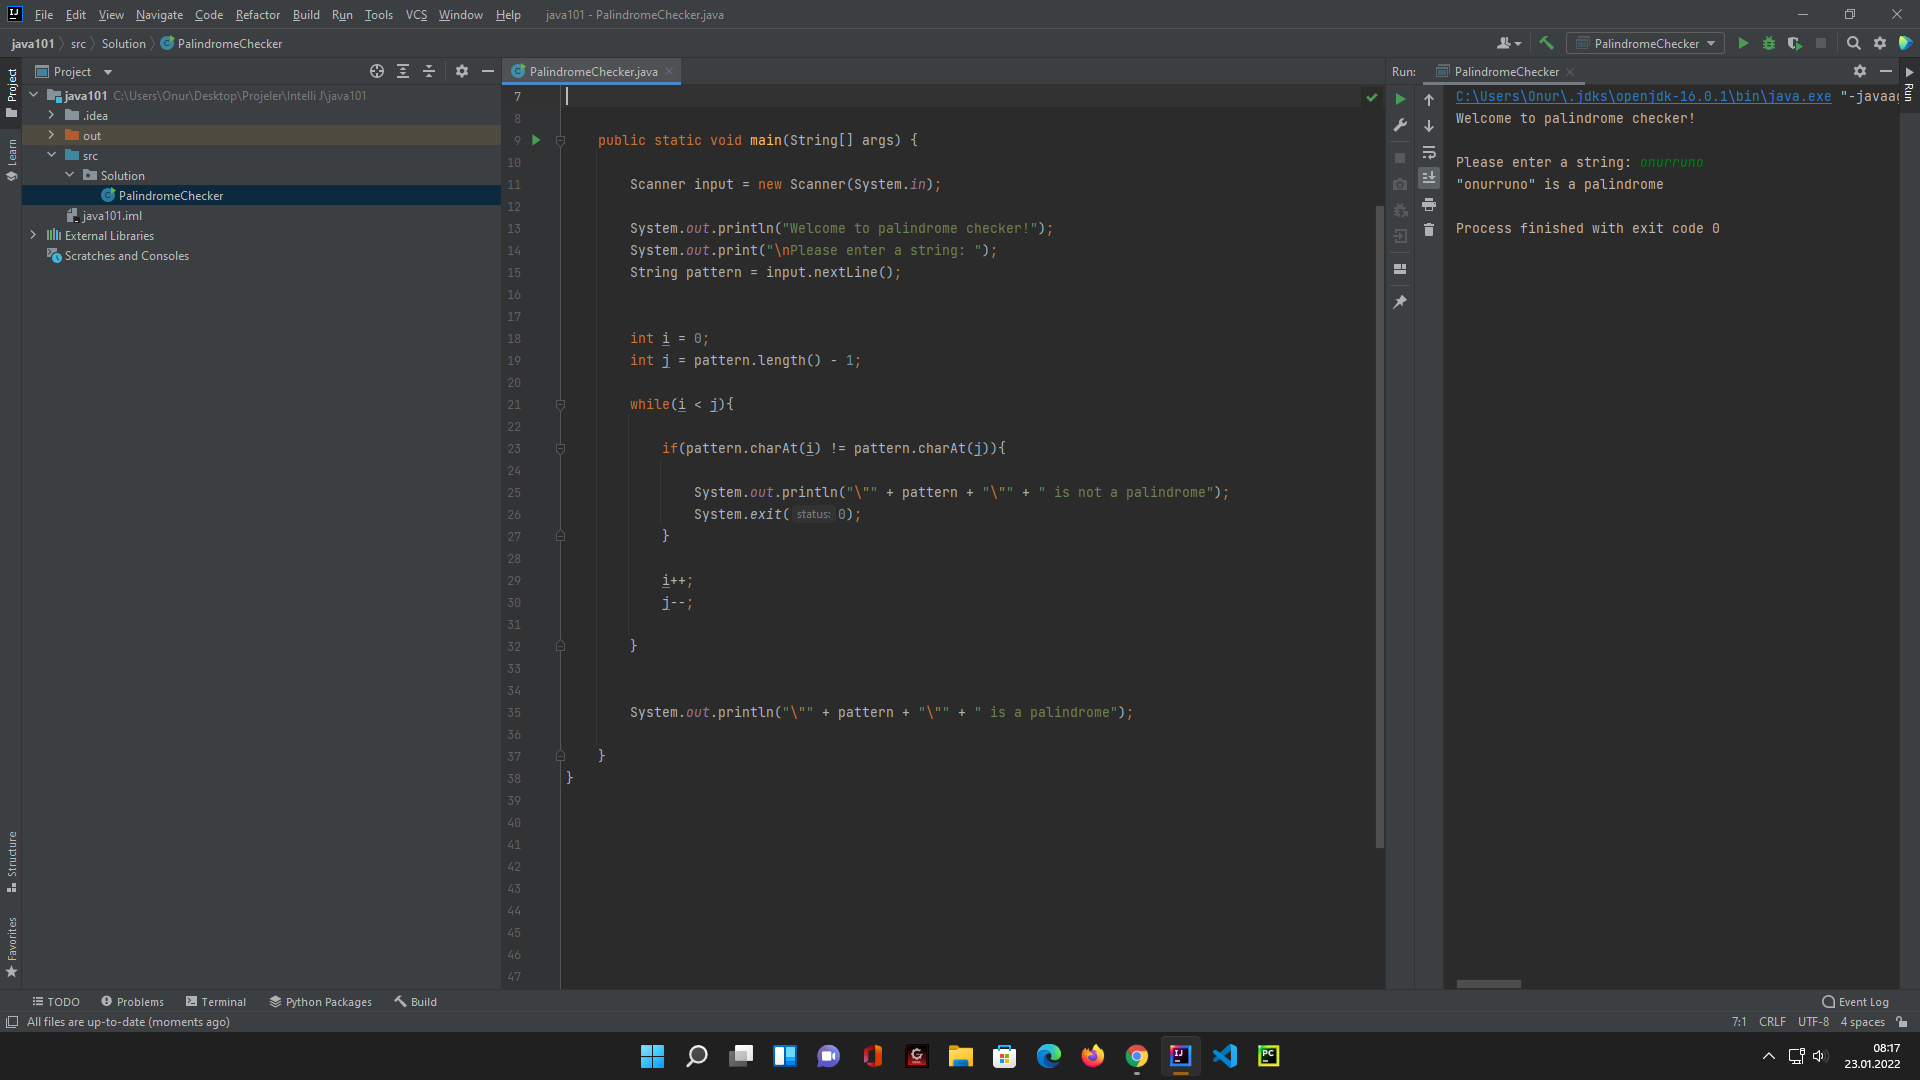 File Edit View Navigate Code Refactor Build Run Tools VCS Window Help java101 - PalindromeChecker.java
java101 src Solution PalindromeChecker
PalindromeChecker
Project
Project
Learn
Structure
Favorites
java101 C:\Users\Onur\Desktop\Projeler\Intelli J\java101
.idea
out
src
Solution
PalindromeChecker
java101.iml
External Libraries
Scratches and Consoles
PalindromeChecker.java
7
8
9 public static void main(String[] args) {
10
11 Scanner input = new Scanner(System.in);
12
13 System.out.println("Welcome to palindrome checker!");
14 System.out.print("\nPlease enter a string: ");
15 String pattern = input.nextLine();
16
17
18 int i = 0;
19 int j = pattern.length() - 1;
20
21 while(i < j){
22
23 if(pattern.charAt(i) != pattern.charAt(j)){
24
25 System.out.println("\"" + pattern + "\"" + " is not a palindrome");
26 System.exit( status: 0);
27 }
28
29 i++;
30 j--;
31
32 }
33
34
35 System.out.println("\"" + pattern + "\"" + " is a palindrome");
36
37 }
38 }
39
40
41
42
43
44
45
46
47
Run: PalindromeChecker
Run
C:\Users\Onur\.jdks\openjdk-16.0.1\bin\java.exe "-javaag
Welcome to palindrome checker!
Please enter a string: onurruno
"onurruno" is a palindrome
Process finished with exit code 0
TODO Problems Terminal Python Packages Build Event Log
All files are up-to-date (moments ago) 7:1 CRLF UTF-8 4 spaces
08:17
23.01.2022